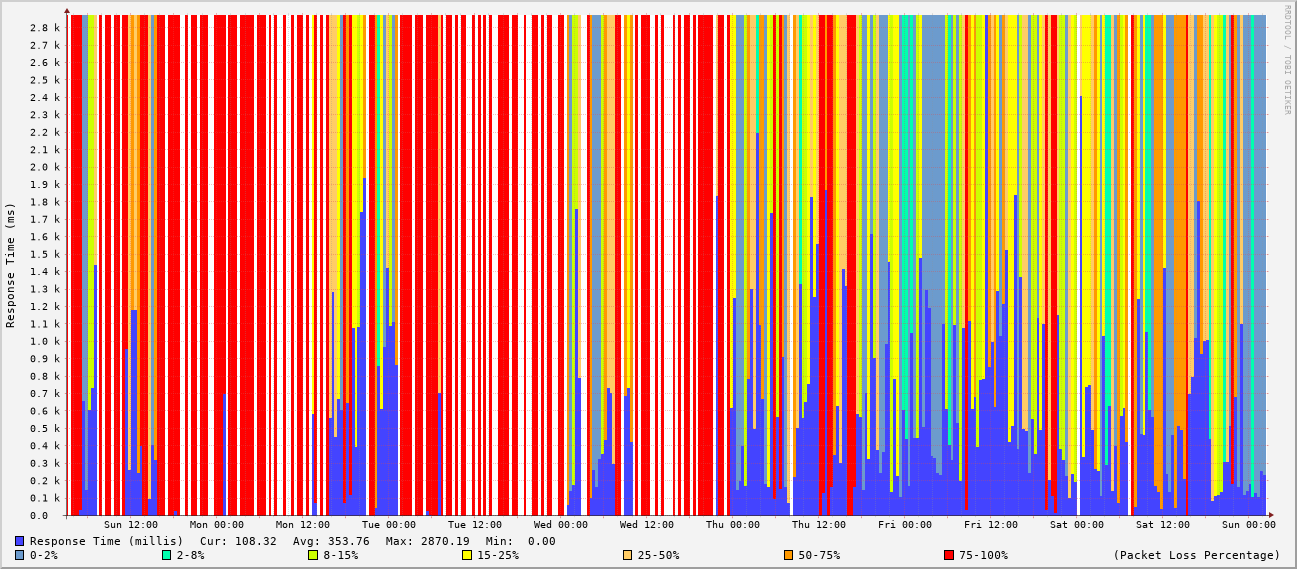 RRDTOOL / TOBI OETIKER
Response Time (ms)
2.8 k
2.7 k
2.6 k
2.5 k
2.4 k
2.3 k
2.2 k
2.1 k
2.0 k
1.9 k
1.8 k
1.7 k
1.6 k
1.5 k
1.4 k
1.3 k
1.2 k
1.1 k
1.0 k
0.9 k
0.8 k
0.7 k
0.6 k
0.5 k
0.4 k
0.3 k
0.2 k
0.1 k
0.0
Sun 12:00 Mon 00:00 Mon 12:00 Tue 00:00 Tue 12:00 Wed 00:00 Wed 12:00 Thu 00:00 Thu 12:00 Fri 00:00 Fri 12:00 Sat 00:00 Sat 12:00 Sun 00:00
Response Time (millis) Cur: 108.32 Avg: 353.76 Max: 2870.19 Min: 0.00
0-2% 2-8% 8-15% 15-25% 25-50% 50-75% 75-100% (Packet Loss Percentage)